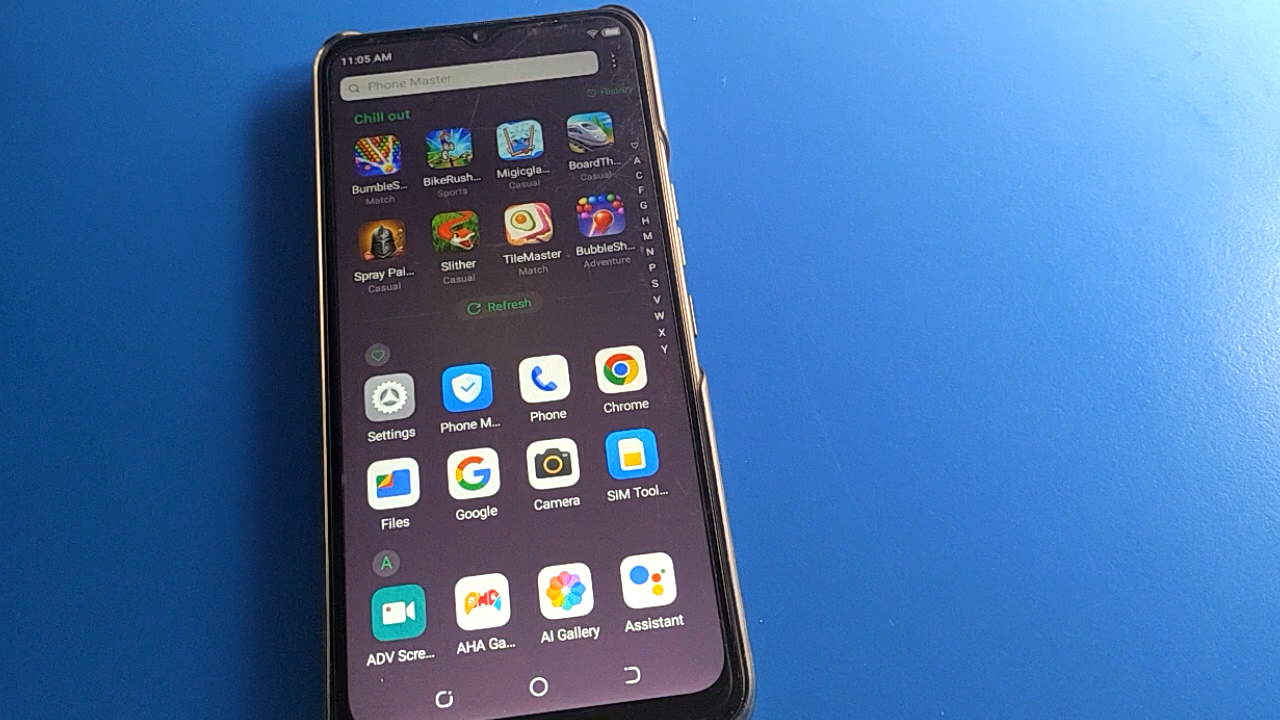 11:05 AM
Phone Master
History
Chill out
BumbleS... BikeRush... Migicgla... BoardTh...
Match Sports Casual Casual
Spray Pai... Slither TileMaster BubbleSh...
Casual Casual Match Adventure
Refresh
A
C
F
G
H
M
N
P
S
V
W
X
Y
Settings Phone M... Phone Chrome
Files Google Camera SIM Tool...
A
ADV Scre... AHA Ga... AI Gallery Assistant